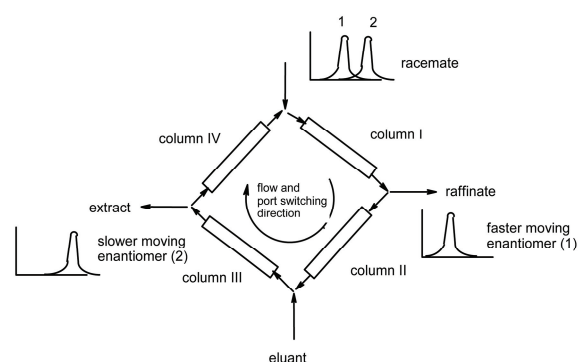 1 2
racemate
column IV
column I
flow and
port switching
direction
extract
raffinate
slower moving
enantiomer (2)
faster moving
enantiomer (1)
column III
column II
eluant